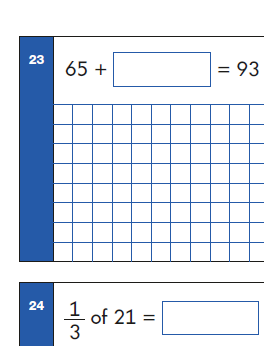 23
65 + = 93
24
1/3 of 21 =